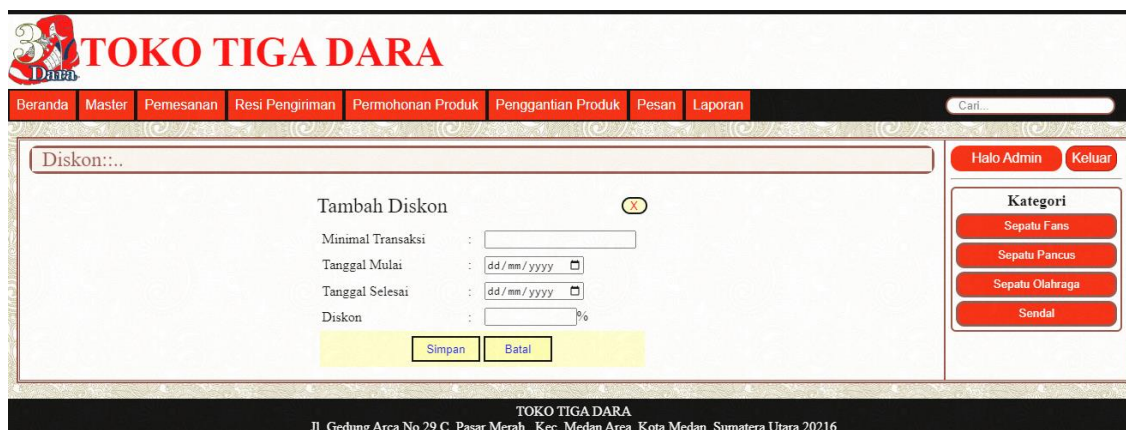 3
Dara
TOKO TIGA DARA
Beranda Master Pemesanan Resi Pengiriman Permohonan Produk Penggantian Produk Pesan Laporan Cari...
Diskon::..
Halo Admin Keluar
Tambah Diskon X
Minimal Transaksi :
Tanggal Mulai : dd/mm/yyyy
Tanggal Selesai : dd/mm/yyyy
Diskon : %
Simpan Batal
Kategori
Sepatu Fans
Sepatu Pancus
Sepatu Olahraga
Sendal
TOKO TIGA DARA
Jl. Gedung Arca No.29 C, Pasar Merah., Kec. Medan Area, Kota Medan, Sumatera Utara 20216